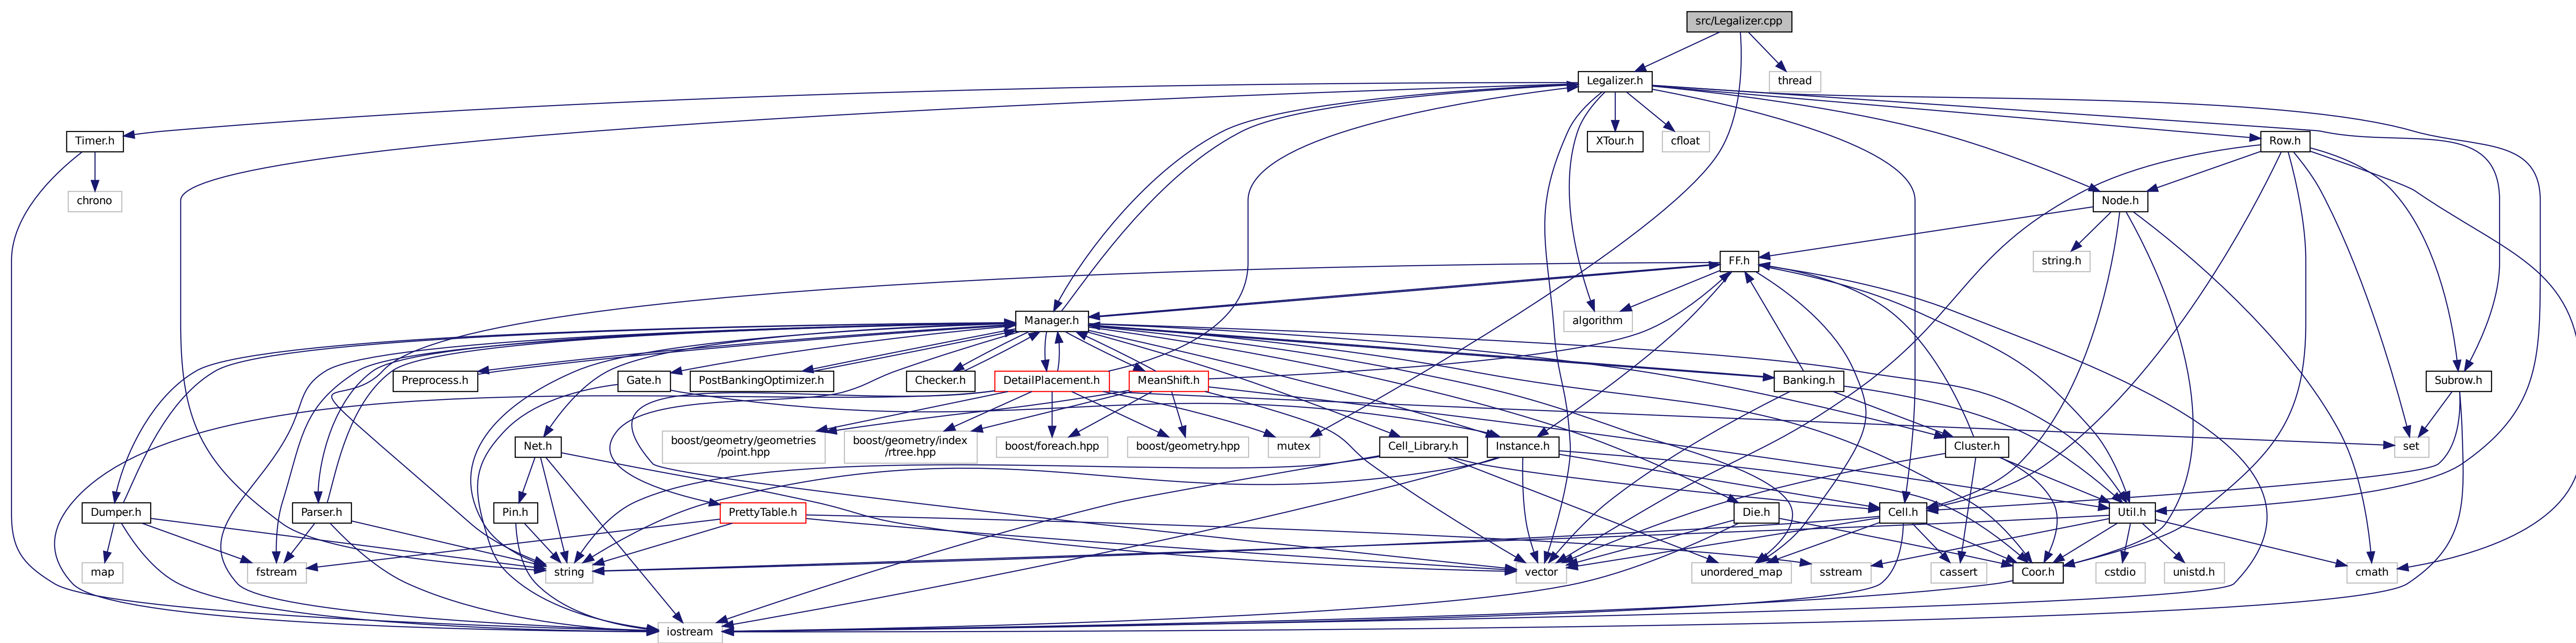 src/Legalizer.cpp
Legalizer.h
thread
Timer.h
XTour.h
cfloat
Row.h
chrono
Node.h
FF.h
string.h
Manager.h
algorithm
Preprocess.h
Gate.h
PostBankingOptimizer.h
Checker.h
DetailPlacement.h
MeanShift.h
Banking.h
Subrow.h
Net.h
boost/geometry/geometries
/point.hpp
boost/geometry/index
/rtree.hpp
boost/foreach.hpp
boost/geometry.hpp
mutex
Cell_Library.h
Instance.h
Cluster.h
set
Dumper.h
Parser.h
Pin.h
PrettyTable.h
Die.h
Cell.h
Util.h
map
fstream
string
vector
unordered_map
sstream
cassert
Coor.h
cstdio
unistd.h
cmath
iostream